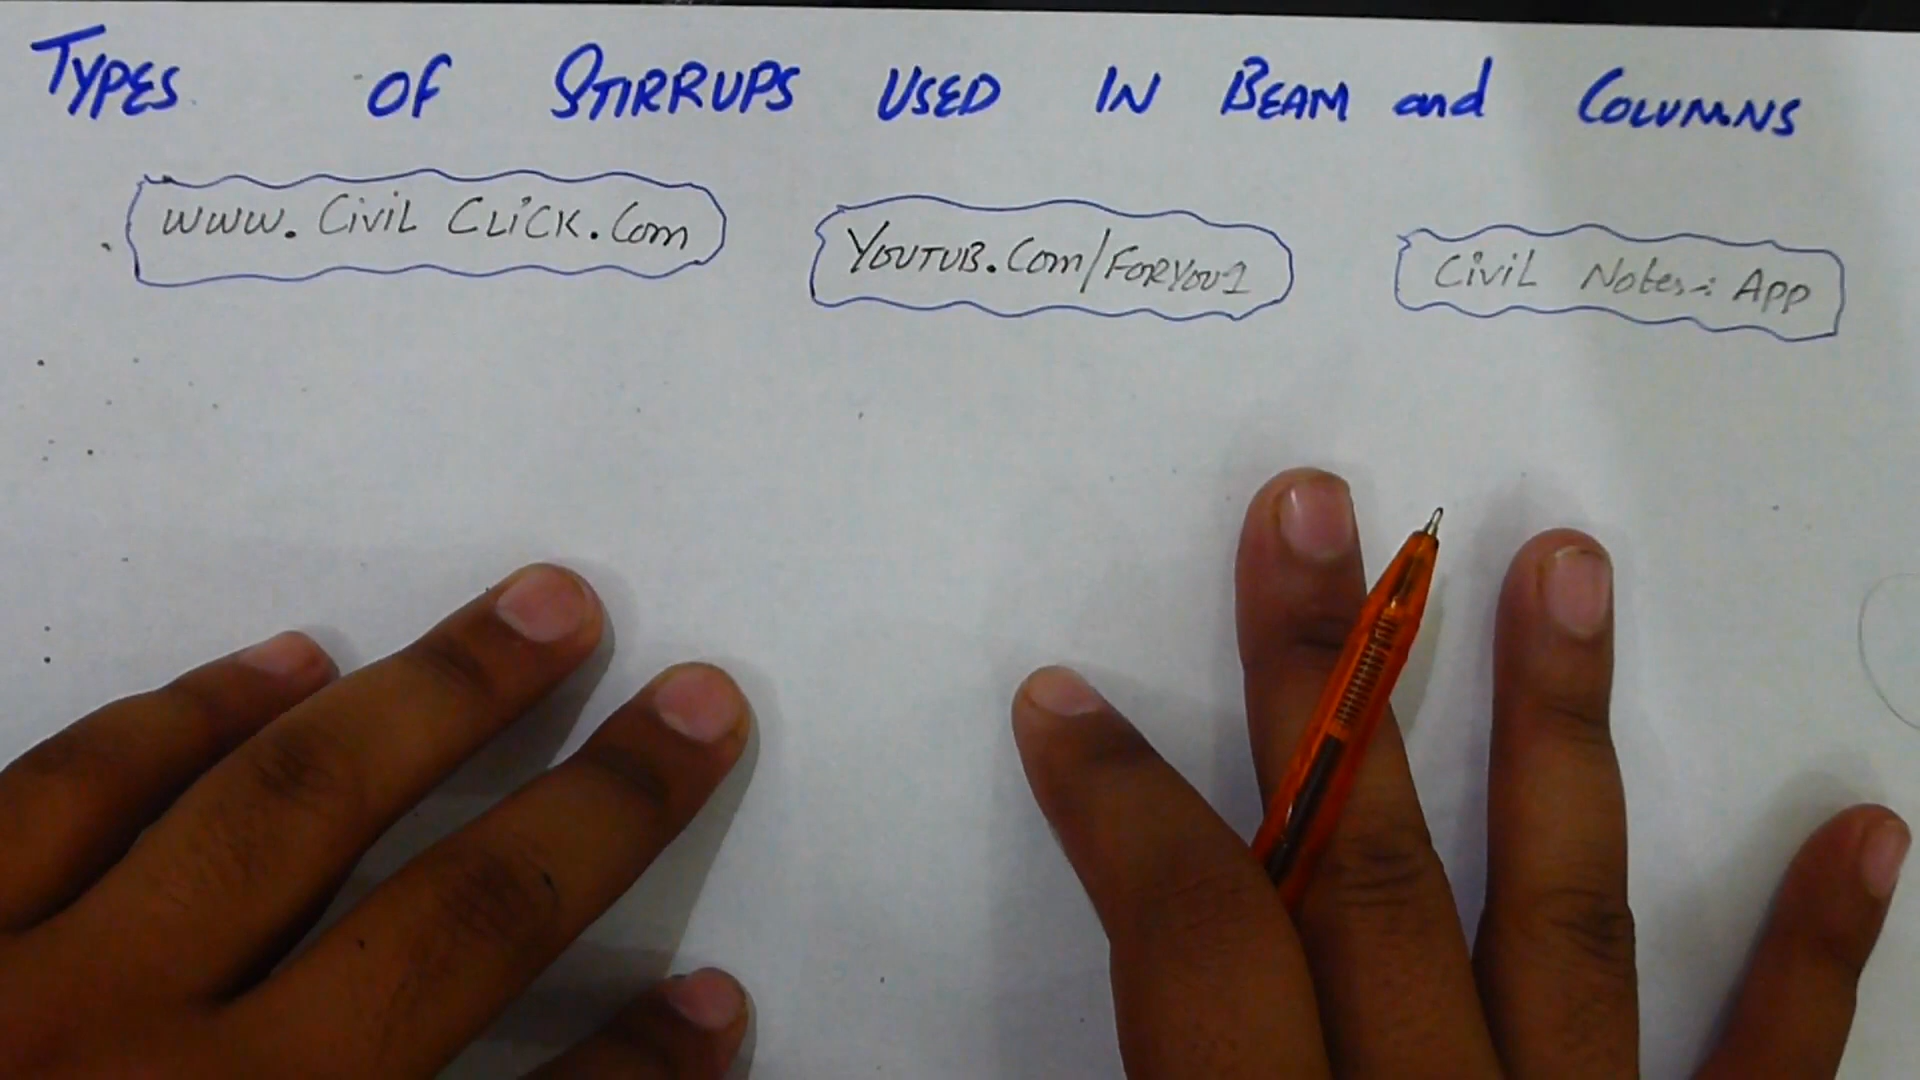 TYPES OF STIRRUPS USED IN BEAM and COLUMNS
www. Civil CLiCK.Com
YOUTUB.Com/FORYOU1
Civil Notes-: App